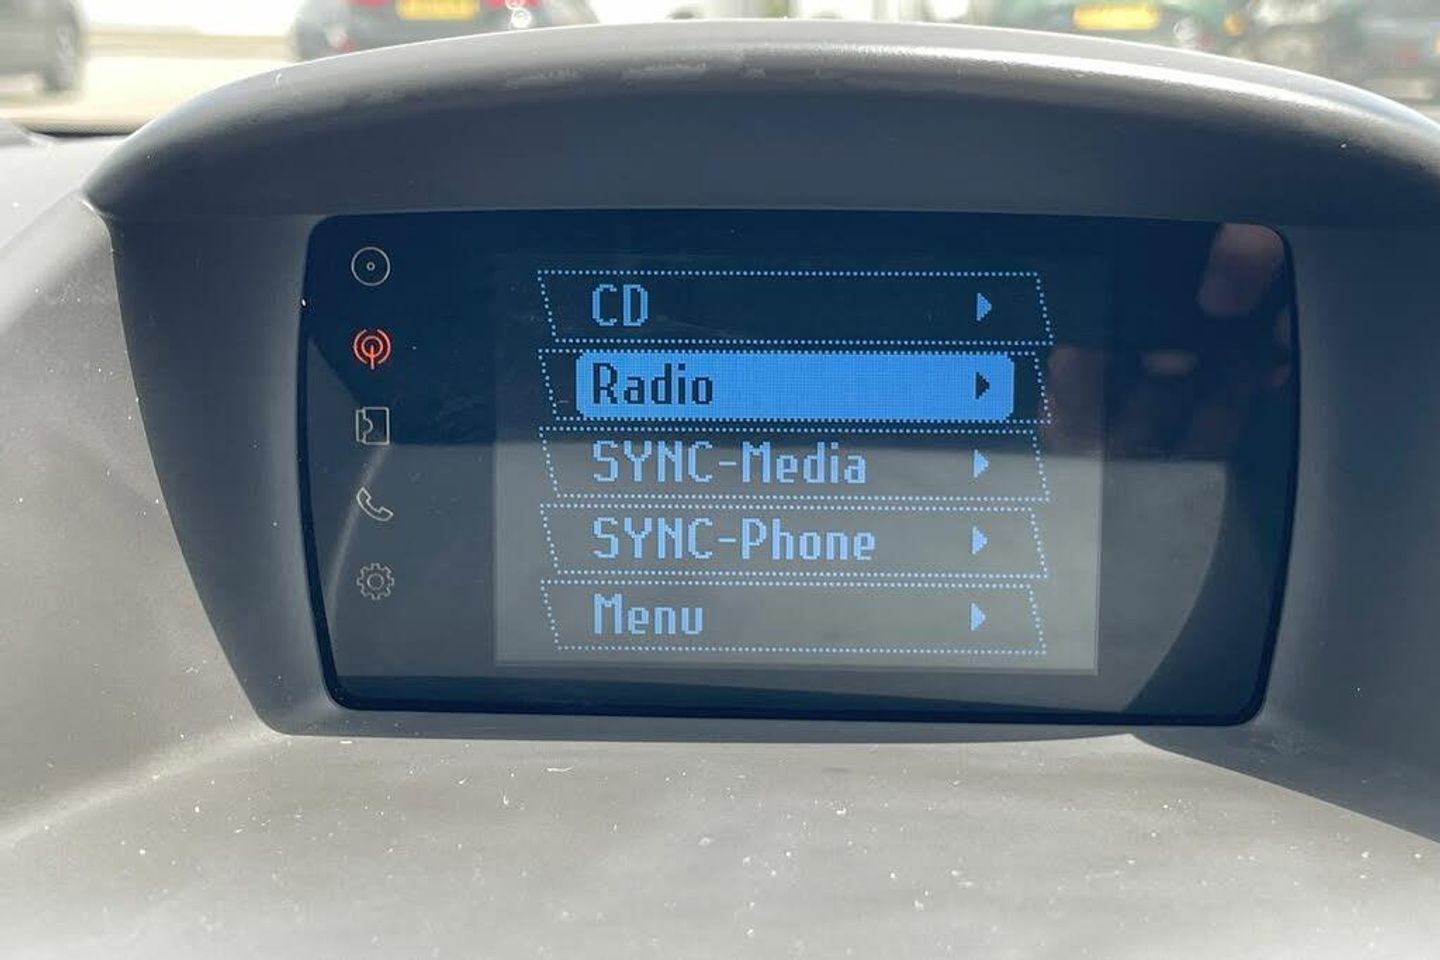 CD
Radio
SYNC-Media
SYNC-Phone
Menu